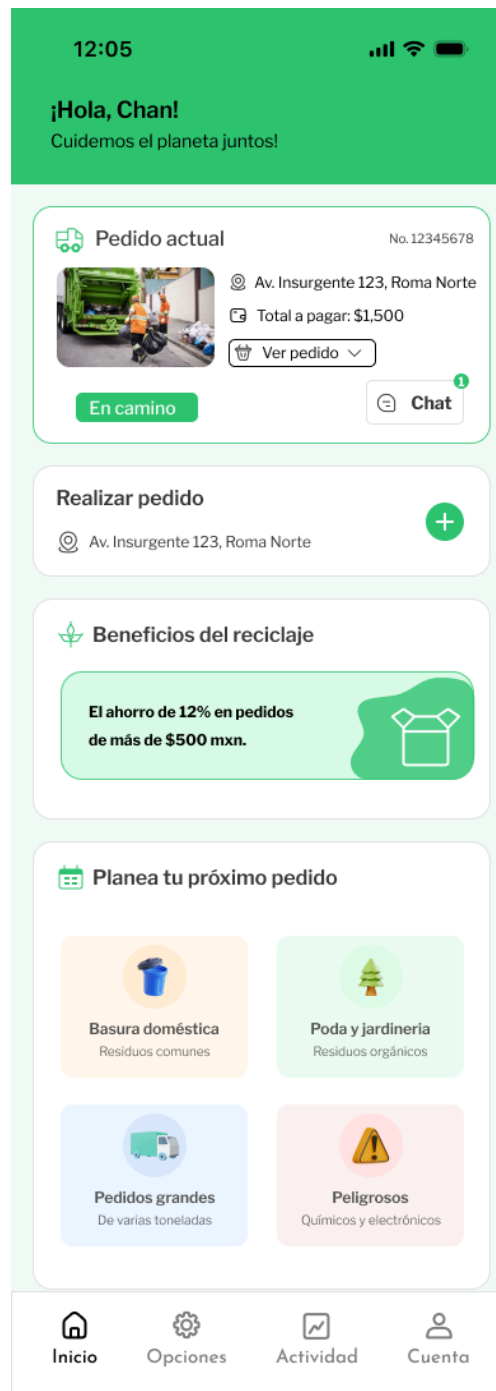 12:05
¡Hola, Chan!
Cuidemos el planeta juntos!
Pedido actual
No. 12345678
Av. Insurgente 123, Roma Norte
Total a pagar: $1,500
Ver pedido
En camino
Chat
1
Realizar pedido
Av. Insurgente 123, Roma Norte
Beneficios del reciclaje
El ahorro de 12% en pedidos
de más de $500 mxn.
Planea tu próximo pedido
Basura doméstica
Residuos comunes
Poda y jardineria
Residuos orgánicos
Pedidos grandes
De varias toneladas
Peligrosos
Químicos y electrónicos
Inicio
Opciones
Actividad
Cuenta